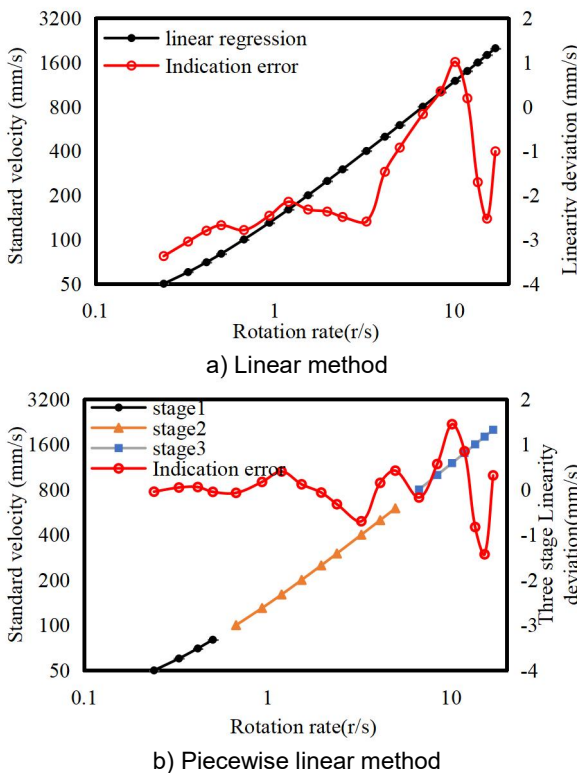 3200
1600
800
400
200
100
50
Standard velocity (mm/s)
linear regression
Indication error
2
1
0
-1
-2
-3
-4
Linearity deviation (mm/s)
0.1
1
10
Rotation rate(r/s)
a) Linear method
3200
1600
800
400
200
100
50
Standard velocity (mm/s)
stage1
stage2
stage3
Indication error
2
1
0
-1
-2
-3
-4
Three stage Linearity
deviation(mm/s)
0.1
1
10
Rotation rate(r/s)
b) Piecewise linear method